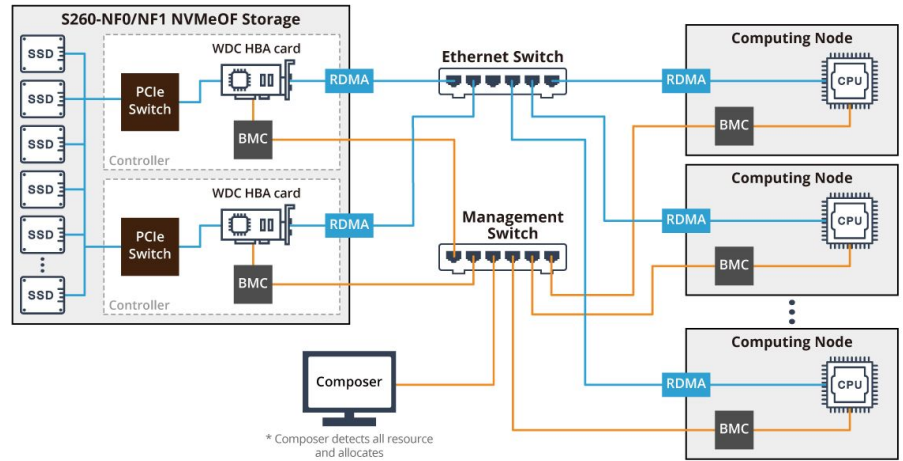 S260-NF0/NF1 NVMeOF Storage
SSD
SSD
SSD
SSD
SSD
SSD
WDC HBA card
PCIe
Switch
BMC
Controller
RDMA
WDC HBA card
PCIe
Switch
BMC
Controller
RDMA
Ethernet Switch
Management
Switch
Composer
* Composer detects all resource
and allocates
Computing Node
RDMA
CPU
BMC
Computing Node
RDMA
CPU
BMC
Computing Node
RDMA
CPU
BMC